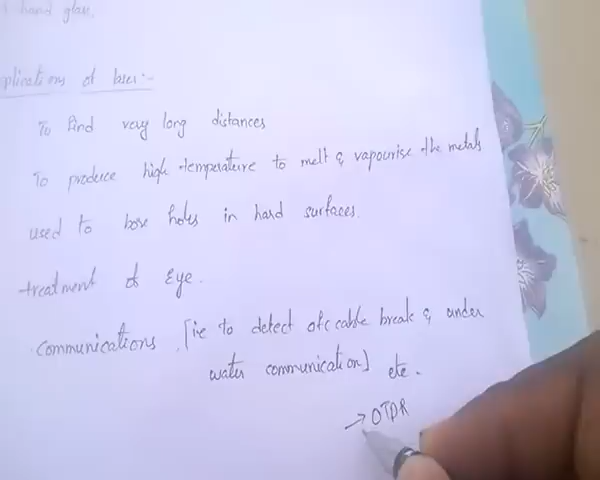 hand glass.
plications of laser:-
To find very long distances
To produce high temperature to melt & vapourise the metals
used to bore holes in hard surfaces.
treatment of Eye.
communications [ie to detect ofc cable break & under
water communication] etc.
→ OTDR